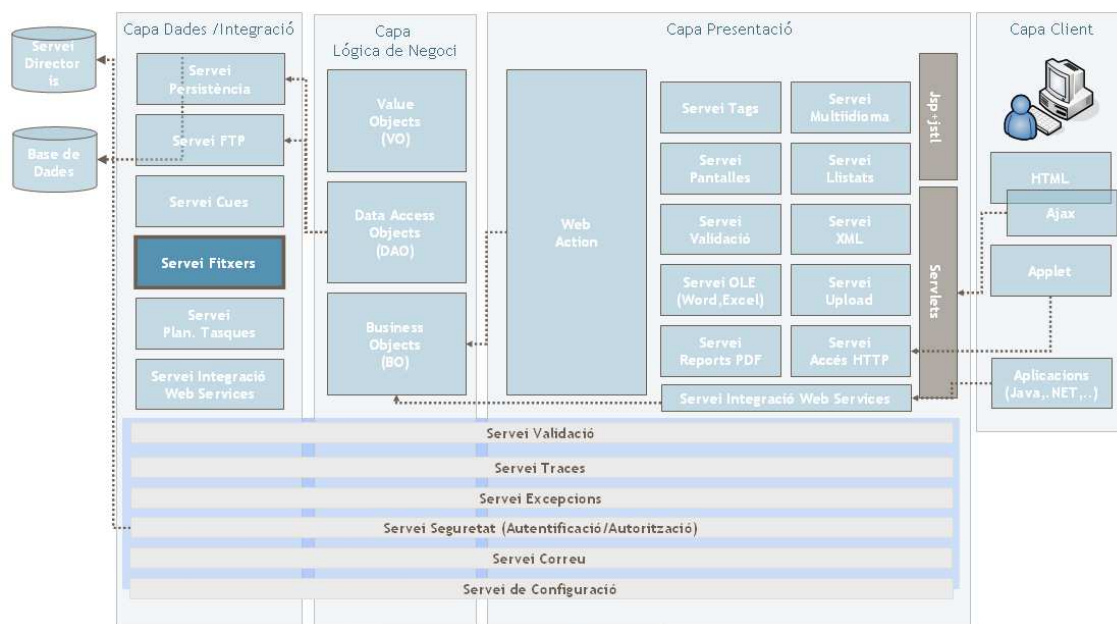 Capa Dades /Integració
Capa
Lógica de Negoci
Capa Presentació
Capa Client
Servei
Director
is
Base de
Dades
Servei
Persistència
Servei FTP
Servei Cues
Servei Fitxers
Servei
Plan. Tasques
Servei Integració
Web Services
Value
Objects
(VO)
Data Access
Objects
(DAO)
Business
Objects
(BO)
Web
Action
Servei Tags
Servei
Multiidioma
Servei
Pantalles
Servei
Llistats
Servei
Validació
Servei
XML
Servei OLE
(Word,Excel)
Servei
Upload
Servei
Reports PDF
Servei
Accés HTTP
Servei Integració Web Services
Jsp+jstl
Servlets
HTML
Ajax
Applet
Aplicacions
(Java,.NET,..)
Servei Validació
Servei Traces
Servei Excepcions
Servei Seguretat (Autentificació/Autorització)
Servei Correu
Servei de Configuració